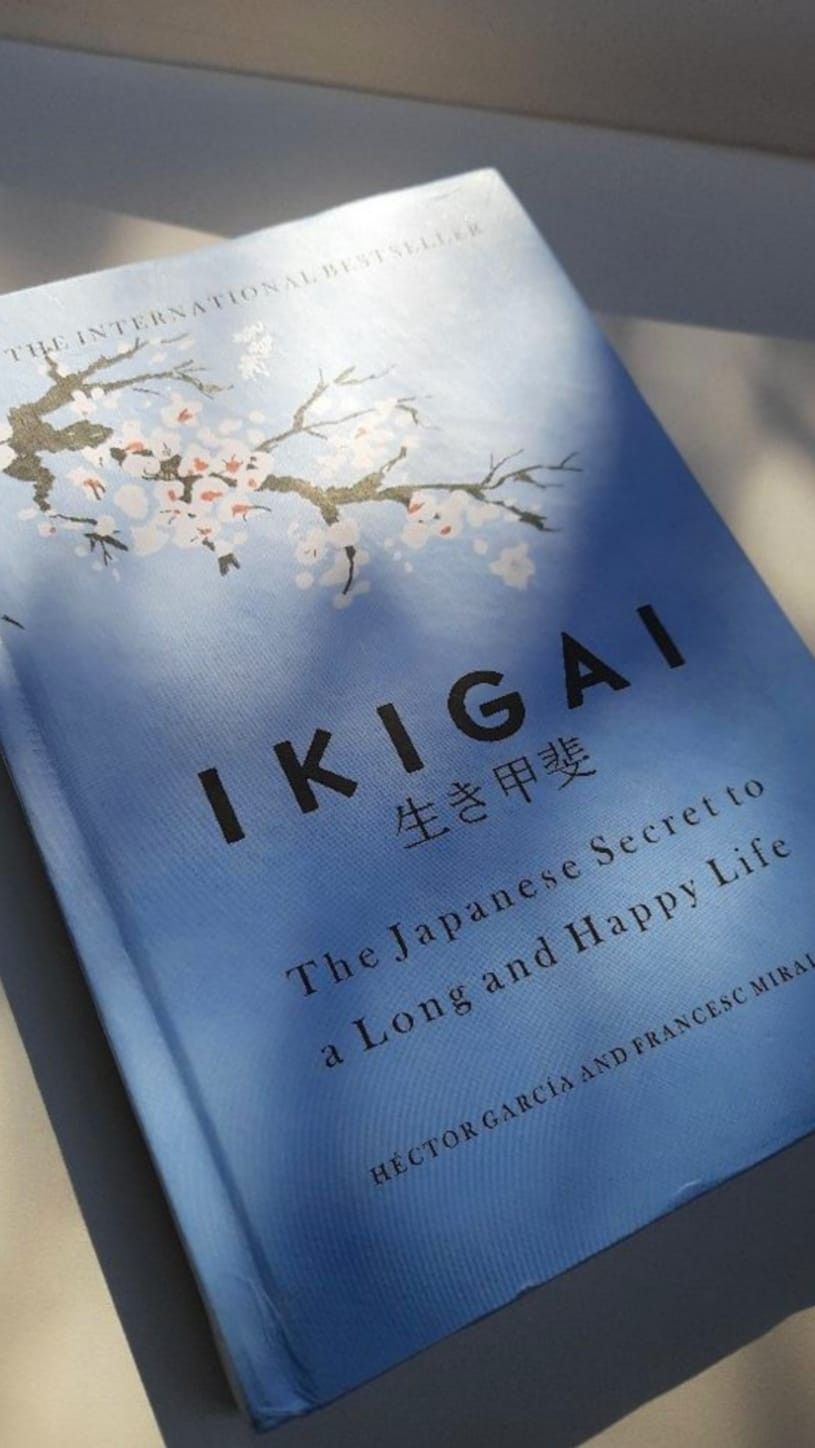 THE INTERNATIONAL BESTSELLER
IKIGAI
生き甲斐
The Japanese Secret to
a Long and Happy Life
HÉCTOR GARCÍA AND FRANCESC MIRAL